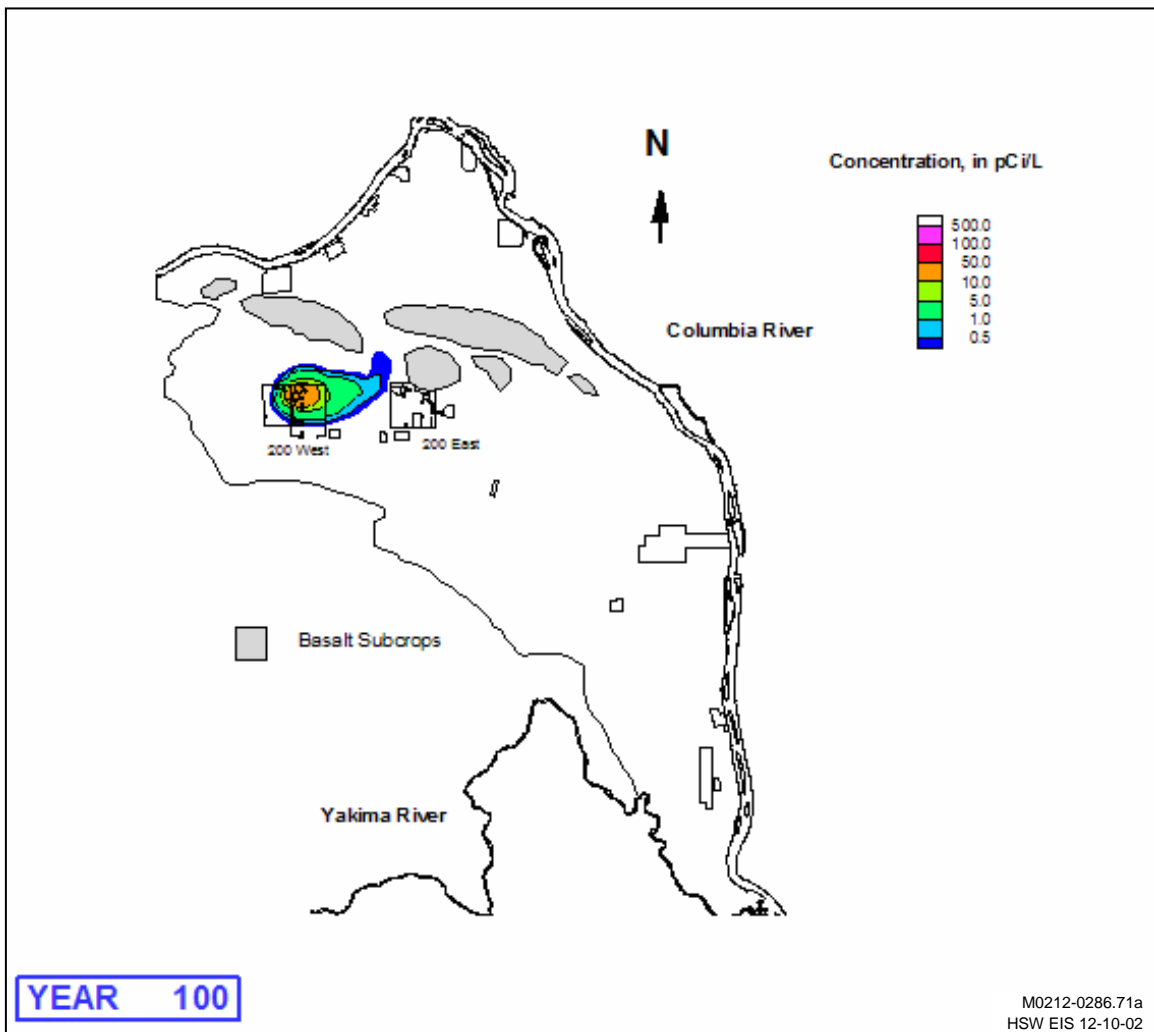 N
Concentration, in pCi/L
500.0
100.0
50.0
10.0
5.0
1.0
0.5
Columbia River
200 West
200 East
Basalt Subcrops
Yakima River
YEAR 100
M0212-0286.71a
HSW EIS 12-10-02